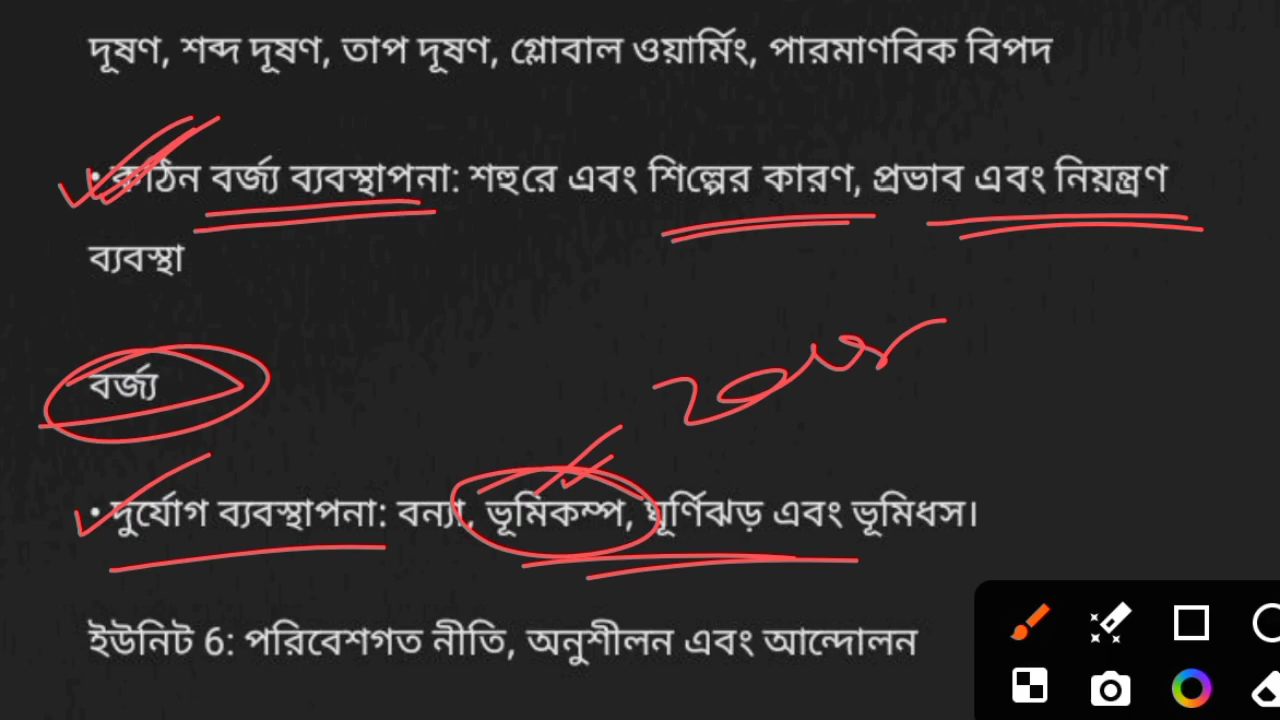 দূষণ, শব্দ দূষণ, তাপ দূষণ, গ্লোবাল ওয়ার্মিং, পারমাণবিক বিপদ
• কঠিন বর্জ্য ব্যবস্থাপনা: শহুরে এবং শিল্পের কারণ, প্রভাব এবং নিয়ন্ত্রণ
ব্যবস্থা
বর্জ্য
• দুর্যোগ ব্যবস্থাপনা: বন্যা, ভূমিকম্প, ঘূর্ণিঝড় এবং ভূমিধস।
ইউনিট 6: পরিবেশগত নীতি, অনুশীলন এবং আন্দোলন